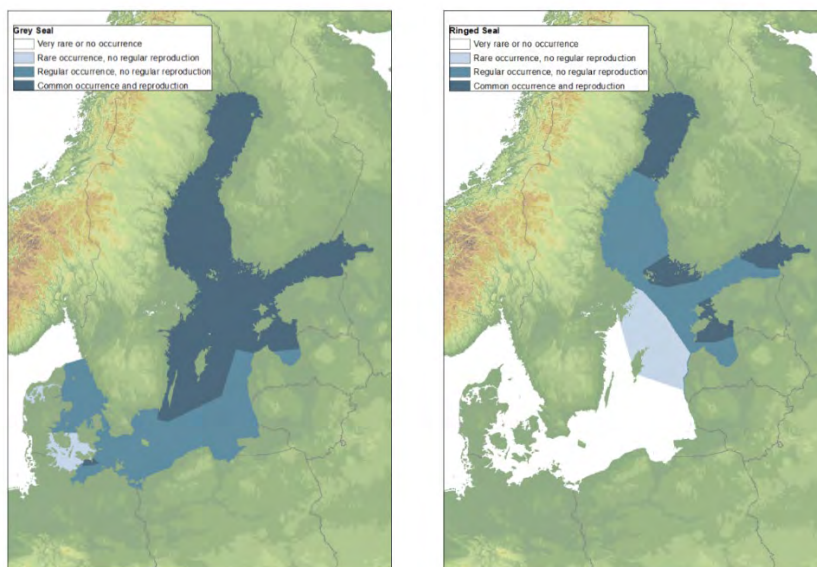 Grey Seal
Very rare or no occurrence
Rare occurrence, no regular reproduction
Regular occurrence, no regular reproduction
Common occurrence and reproduction
Ringed Seal
Very rare or no occurrence
Rare occurrence, no regular reproduction
Regular occurrence, no regular reproduction
Common occurrence and reproduction